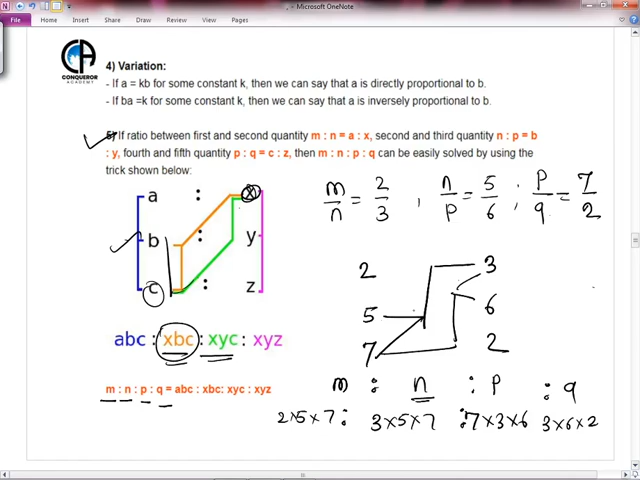 - Microsoft OneNote
File Home Insert Share Draw Review View
CA
CONQUEROR
ACADEMY
4) Variation:
- If a = kb for some constant k, then we can say that a is directly proportional to b.
- If ba =k for some constant k, then we can say that a is inversely proportional to b.
5) If ratio between first and second quantity m : n = a : x, second and third quantity n : p = b
: y, fourth and fifth quantity p : q = c : z, then m : n : p : q can be easily solved by using the
trick shown below:
m/n = 2/3 , n/p = 5/6 ; p/q = 7/2
a : x
b : y
c : z
2 3
5 6
7 2
abc : xbc : xyc : xyz
m : n : p : q
m : n : p : q = abc : xbc: xyc : xyz
2×5×7 : 3×5×7 : 7×3×6 3×6×2